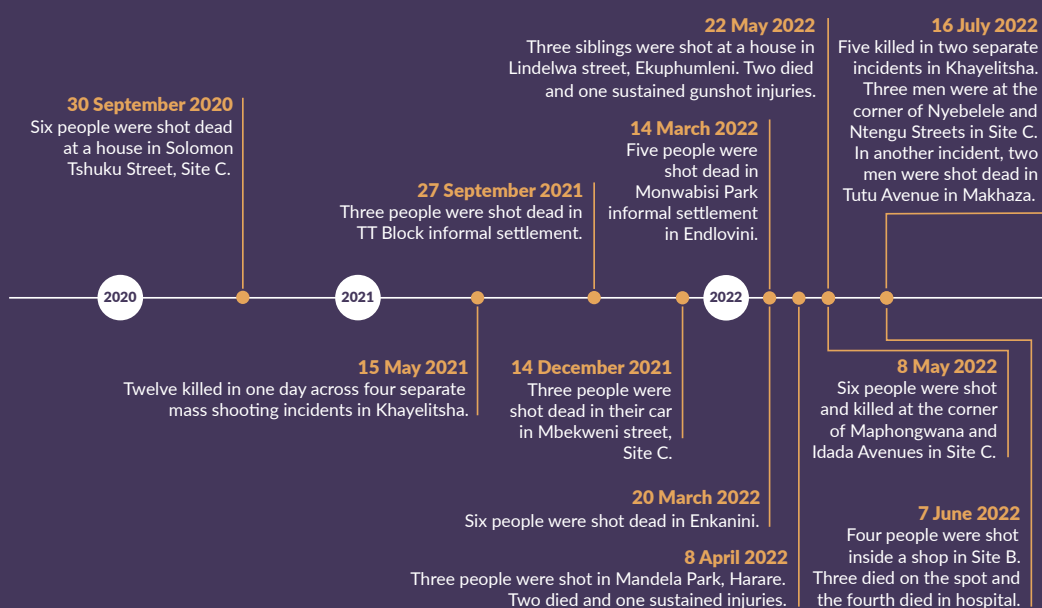 30 September 2020
Six people were shot dead
at a house in Solomon
Tshuku Street, Site C.
27 September 2021
Three people were shot dead in
TT Block informal settlement.
22 May 2022
Three siblings were shot at a house in
Lindelwa street, Ekuphumleni. Two died
and one sustained gunshot injuries.
14 March 2022
Five people were
shot dead in
Monwabisi Park
informal settlement
in Endlovini.
16 July 2022
Five killed in two separate
incidents in Khayelitsha.
Three men were at the
corner of Nyebelele and
Ntengu Streets in Site C.
In another incident, two
men were shot dead in
Tutu Avenue in Makhaza.
2020
2021
2022
15 May 2021
Twelve killed in one day across four separate
mass shooting incidents in Khayelitsha.
14 December 2021
Three people were
shot dead in their car
in Mbekweni street,
Site C.
20 March 2022
Six people were shot dead in Enkanini.
8 April 2022
Three people were shot in Mandela Park, Harare.
Two died and one sustained injuries.
8 May 2022
Six people were shot
and killed at the corner
of Maphongwana and
Idada Avenues in Site C.
7 June 2022
Four people were shot
inside a shop in Site B.
Three died on the spot and
the fourth died in hospital.